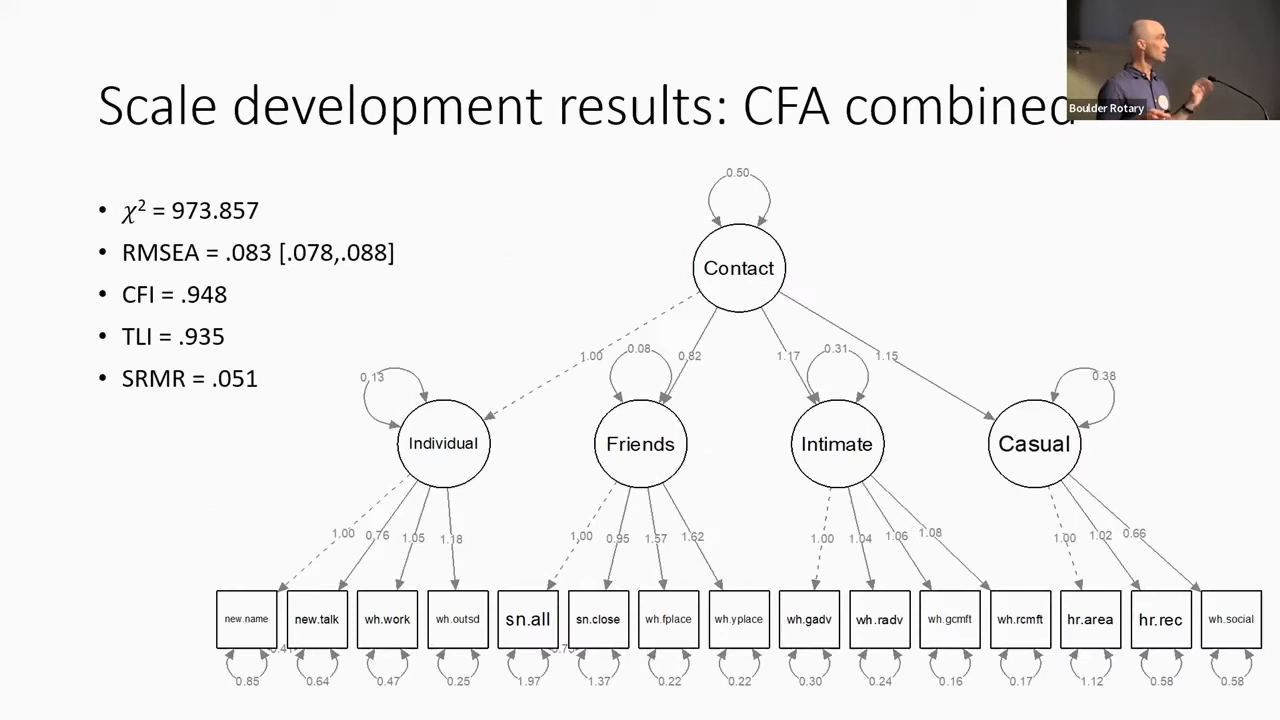 Scale development results: CFA combined
Boulder Rotary
• χ² = 973.857
• RMSEA = .083 [.078,.088]
• CFI = .948
• TLI = .935
• SRMR = .051
0.50
Contact
1.00 0.82 1.17 1.15
0.13 0.08 0.31 0.38
Individual Friends Intimate Casual
1.00 0.76 1.05 1.18 1.00 0.95 1.57 1.62 1.00 1.04 1.06 1.08 1.00 1.02 0.66
new.name new.talk wh.work wh.outsd sn.all sn.close wh.fplace wh.yplace wh.gadv wh.radv wh.gcmft wh.rcmft hr.area hr.rec wh.social
0.85 0.64 0.47 0.25 1.97 1.37 0.22 0.22 0.30 0.24 0.16 0.17 1.12 0.58 0.58